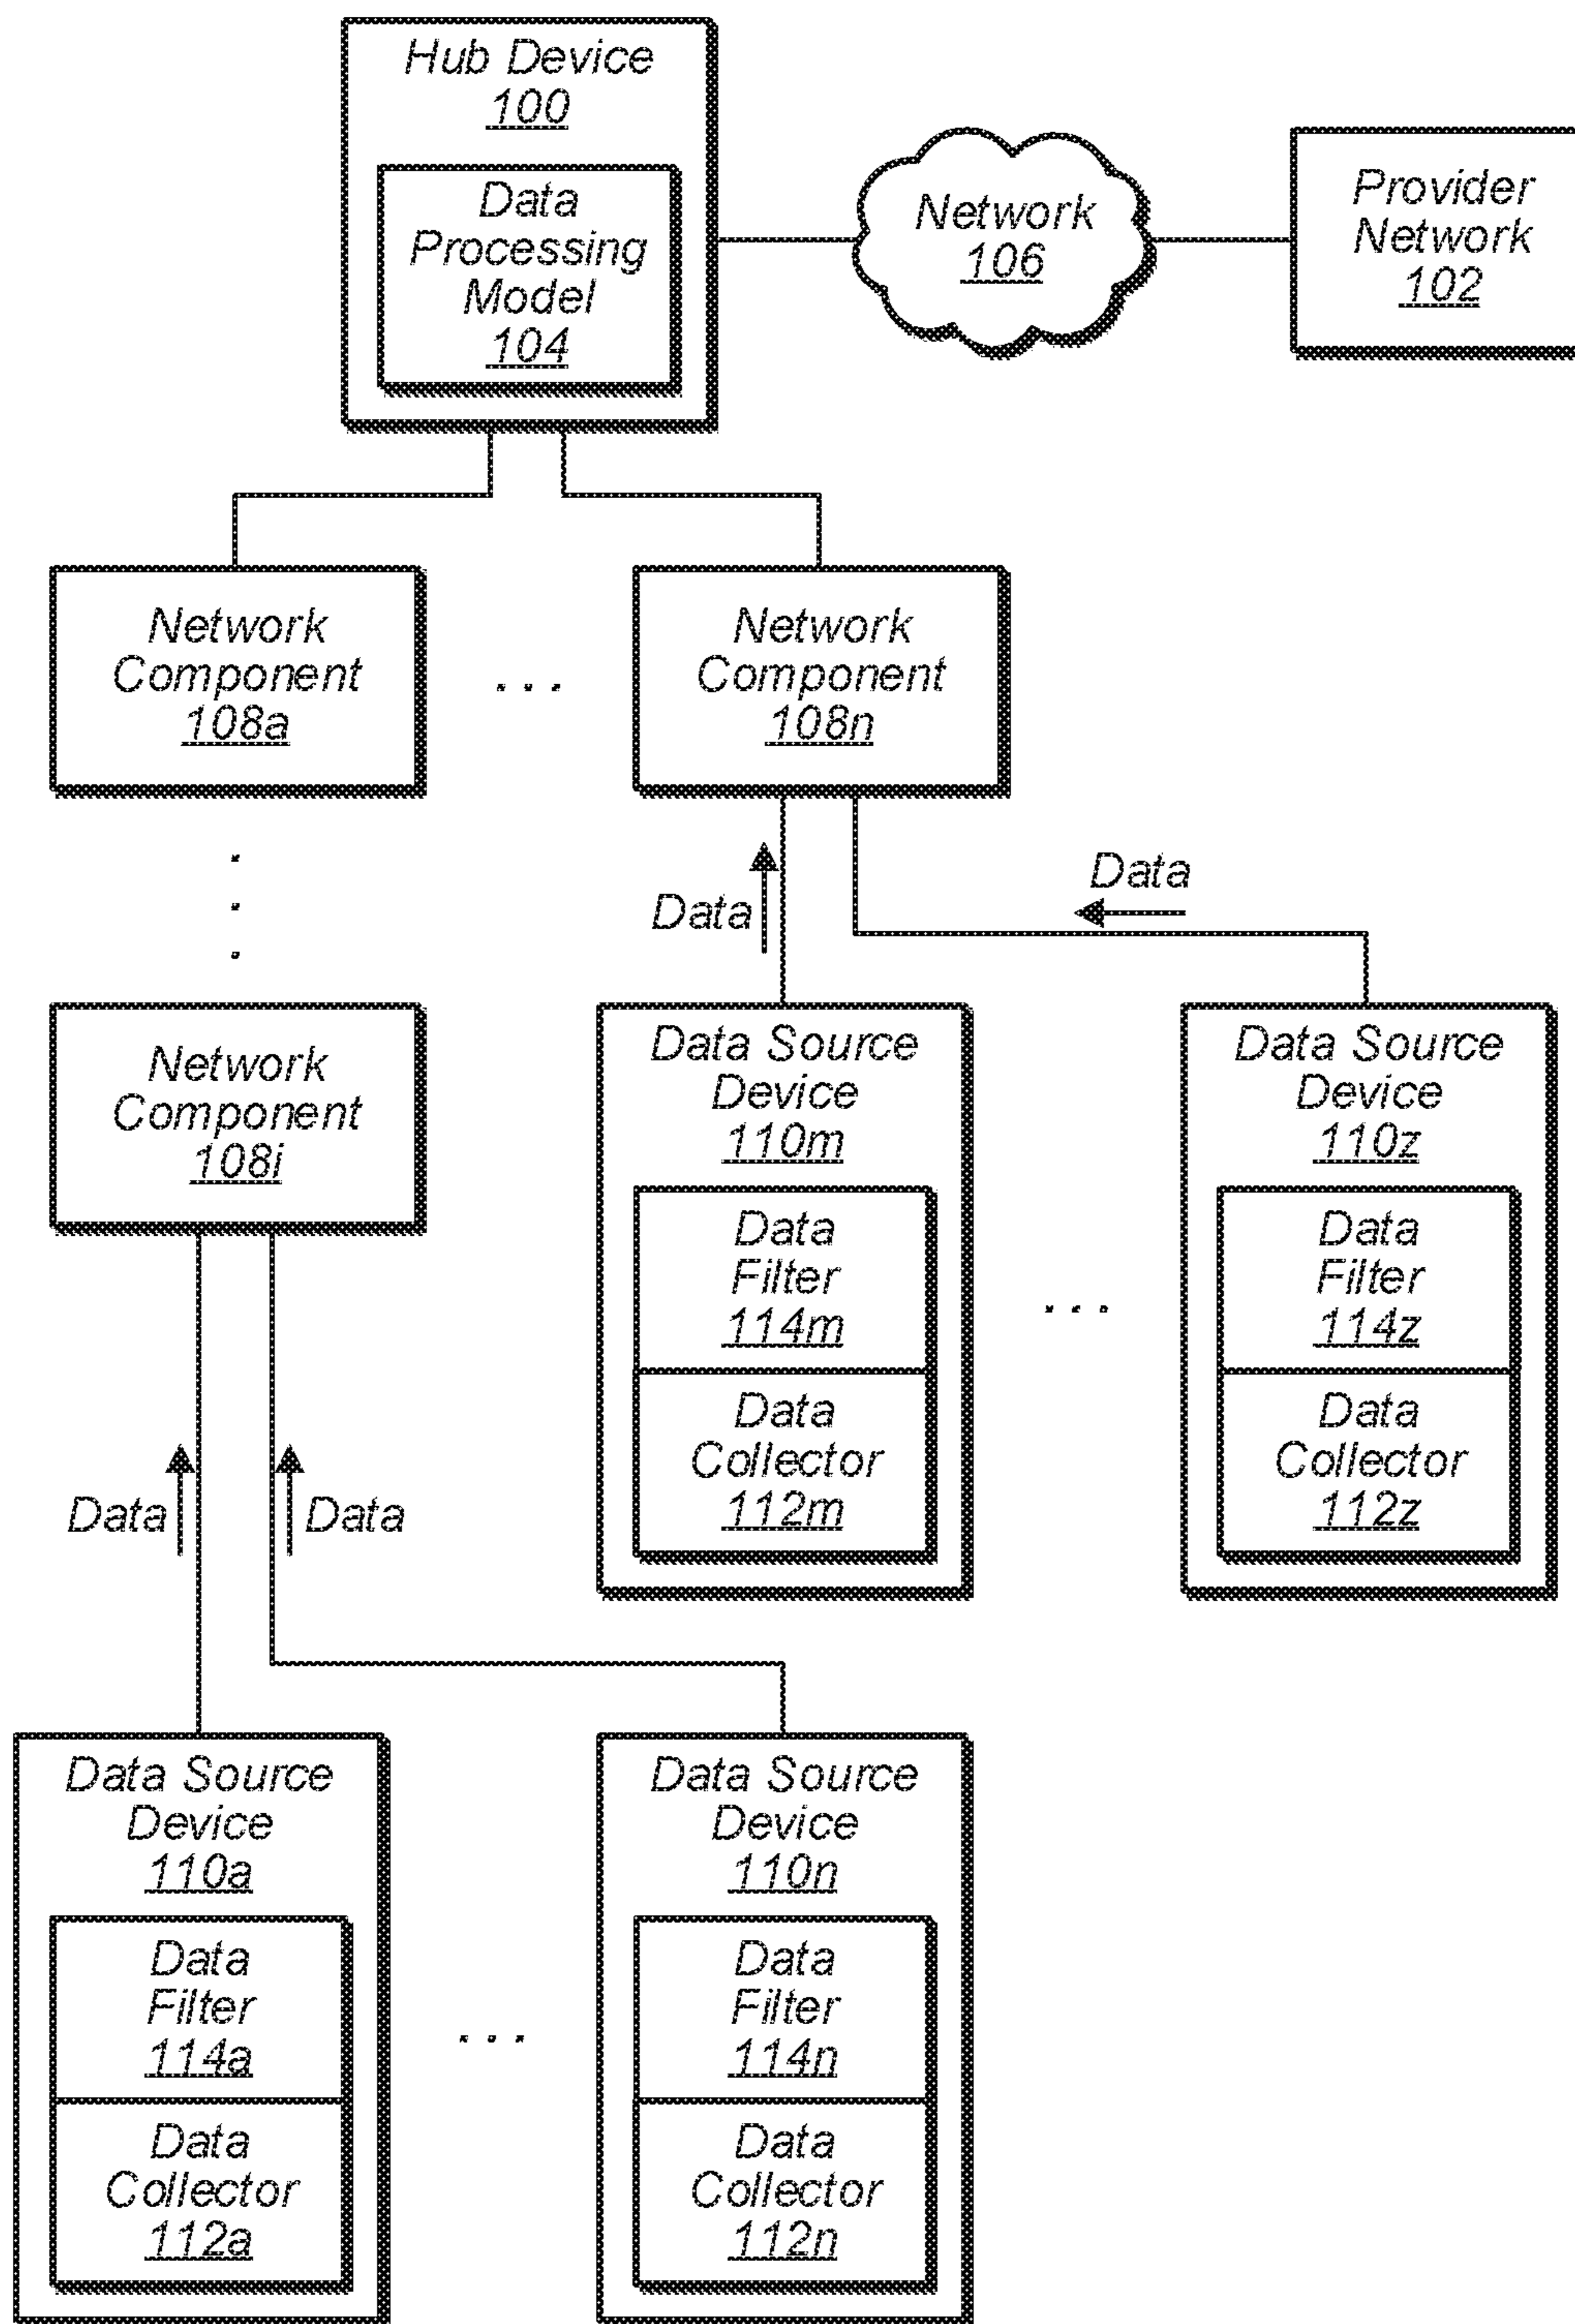 Hub Device
100
Data
Processing
Model
104
Network
106
Provider
Network
102
Network
Component
108a
. . .
Network
Component
108n
.
.
.
Data
Data
Network
Component
108i
Data Source
Device
110m
Data
Filter
114m
Data
Collector
112m
. . .
Data Source
Device
110z
Data
Filter
114z
Data
Collector
112z
Data
Data
Data Source
Device
110a
Data
Filter
114a
Data
Collector
112a
. . .
Data Source
Device
110n
Data
Filter
114n
Data
Collector
112n